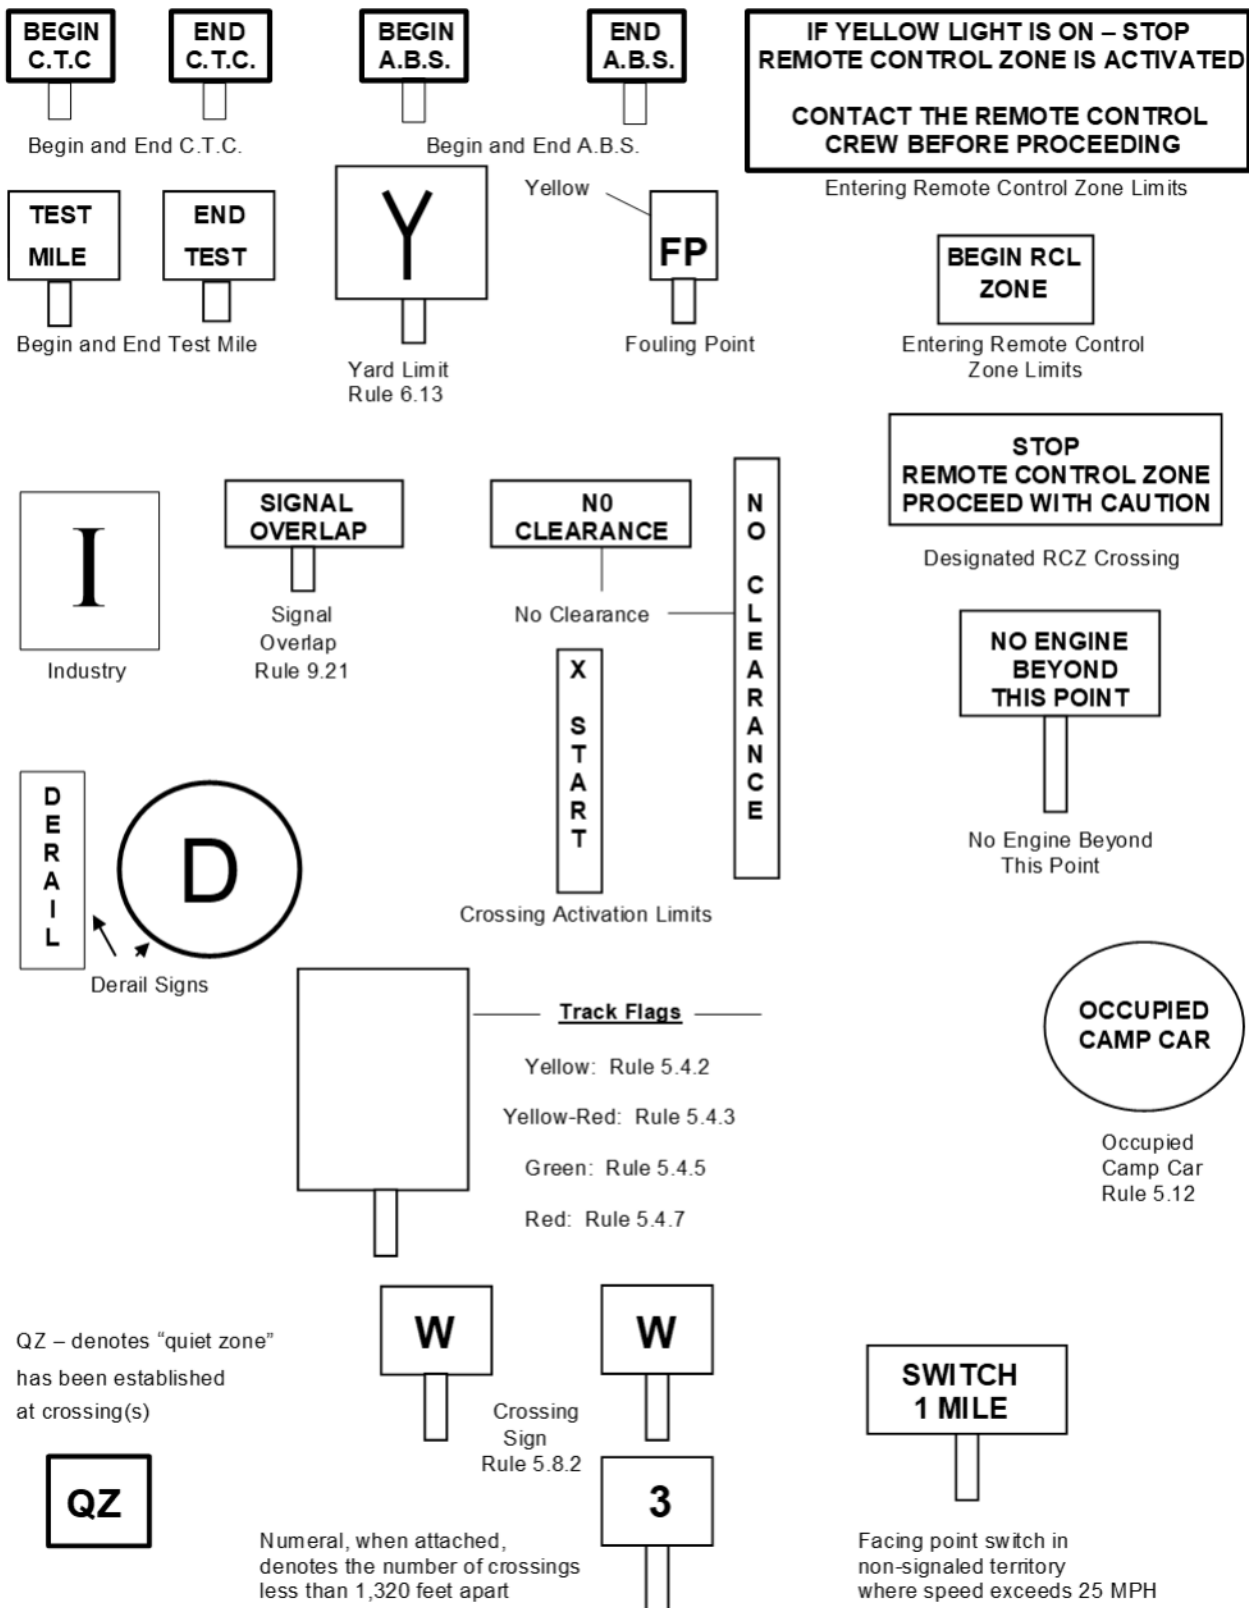 BEGIN
C.T.C
END
C.T.C.
Begin and End C.T.C.
BEGIN
A.B.S.
END
A.B.S.
Begin and End A.B.S.
IF YELLOW LIGHT IS ON – STOP
REMOTE CONTROL ZONE IS ACTIVATED
CONTACT THE REMOTE CONTROL
CREW BEFORE PROCEEDING
Entering Remote Control Zone Limits
TEST
MILE
END
TEST
Begin and End Test Mile
Y
Yard Limit
Rule 6.13
Yellow
FP
Fouling Point
BEGIN RCL
ZONE
Entering Remote Control
Zone Limits
STOP
REMOTE CONTROL ZONE
PROCEED WITH CAUTION
Designated RCZ Crossing
I
Industry
SIGNAL
OVERLAP
Signal
Overlap
Rule 9.21
N0
CLEARANCE
No Clearance
NO CLEARANCE
X START
Crossing Activation Limits
NO ENGINE
BEYOND
THIS POINT
No Engine Beyond
This Point
DERAIL
D
Derail Signs
Track Flags
Yellow: Rule 5.4.2
Yellow-Red: Rule 5.4.3
Green: Rule 5.4.5
Red: Rule 5.4.7
OCCUPIED
CAMP CAR
Occupied
Camp Car
Rule 5.12
QZ – denotes “quiet zone”
has been established
at crossing(s)
QZ
W
W
Crossing
Sign
Rule 5.8.2
3
Numeral, when attached,
denotes the number of crossings
less than 1,320 feet apart
SWITCH
1 MILE
Facing point switch in
non-signaled territory
where speed exceeds 25 MPH